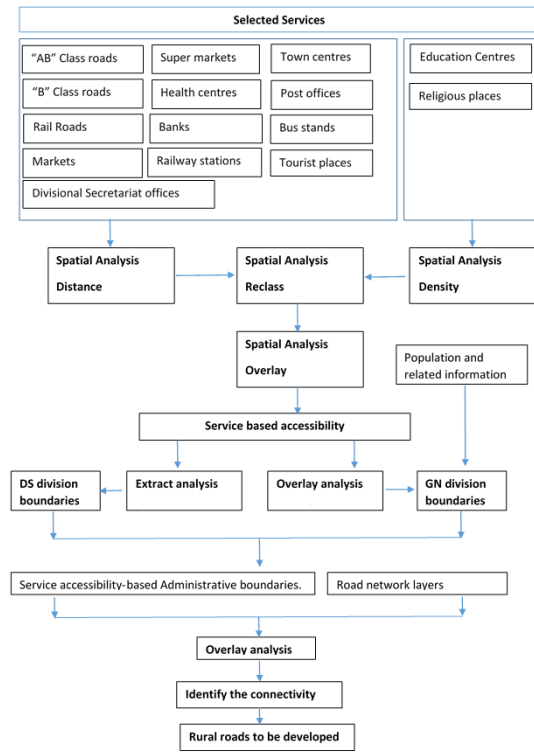 Selected Services
“AB” Class roads
Super markets
Town centres
“B” Class roads
Health centres
Post offices
Rail Roads
Banks
Bus stands
Markets
Railway stations
Tourist places
Divisional Secretariat offices
Education Centres
Religious places
Spatial Analysis
Distance
Spatial Analysis
Reclass
Spatial Analysis
Density
Spatial Analysis
Overlay
Population and
related information
Service based accessibility
DS division
boundaries
Extract analysis
Overlay analysis
GN division
boundaries
Service accessibility-based Administrative boundaries.
Road network layers
Overlay analysis
Identify the connectivity
Rural roads to be developed